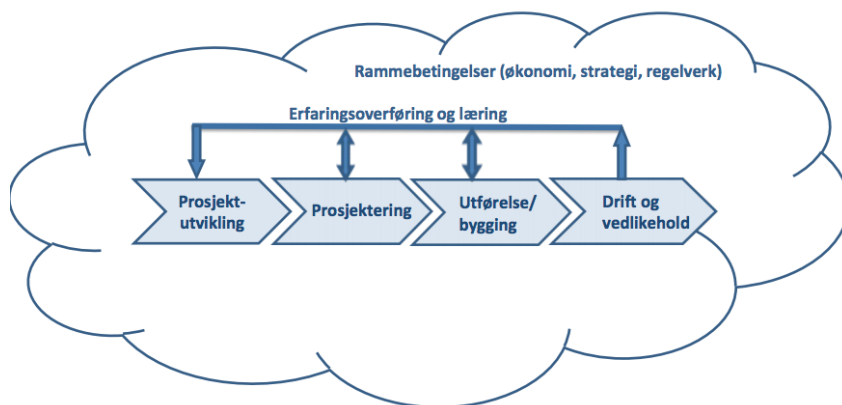 Rammebetingelser (økonomi, strategi, regelverk)
Erfaringsoverføring og læring
Prosjekt-
utvikling
Prosjektering
Utførelse/
bygging
Drift og
vedlikehold